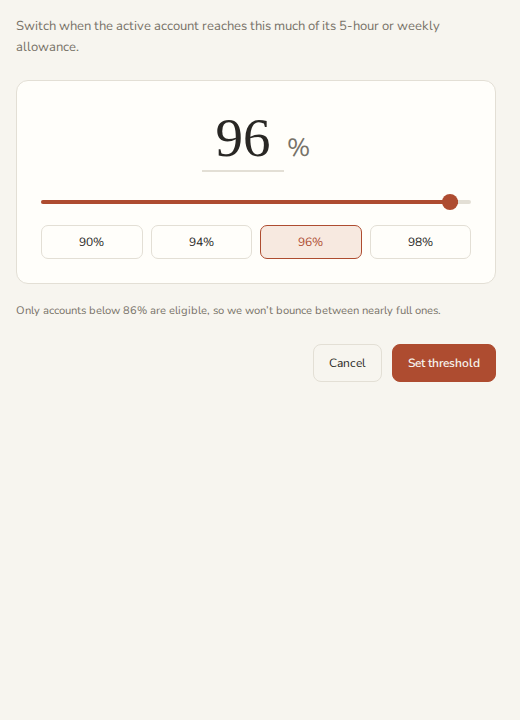 Switch when the active account reaches this much of its 5-hour or weekly
allowance.
96 %
90%
94%
96%
98%
Only accounts below 86% are eligible, so we won't bounce between nearly full ones.
Cancel
Set threshold